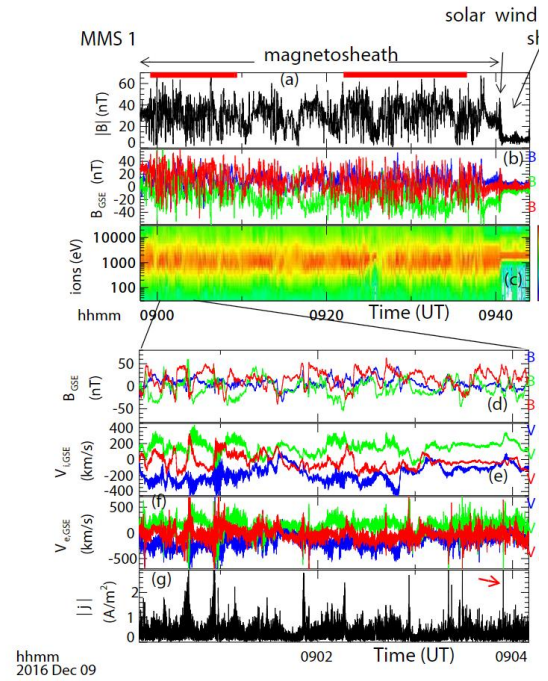 solar wind
sh
MMS 1
magnetosheath
(a)
60
40
20
0
|B|
(nT)
(b)
40
20
0
-20
-40
B GSE (nT)
B
B
B
10000
1000
100
ions (eV)
(c)
hhmm
0900
0920
Time (UT)
0940
50
0
-50
B GSE
(nT)
(d)
B
B
B
400
200
0
-200
-400
V i,GSE
(km/s)
(e)
V
V
V
(f)
500
0
-500
V e,GSE
(km/s)
V
V
V
(g)
2
1
0
| j |
(A/m²)
0902
Time (UT)
0904
hhmm
2016 Dec 09